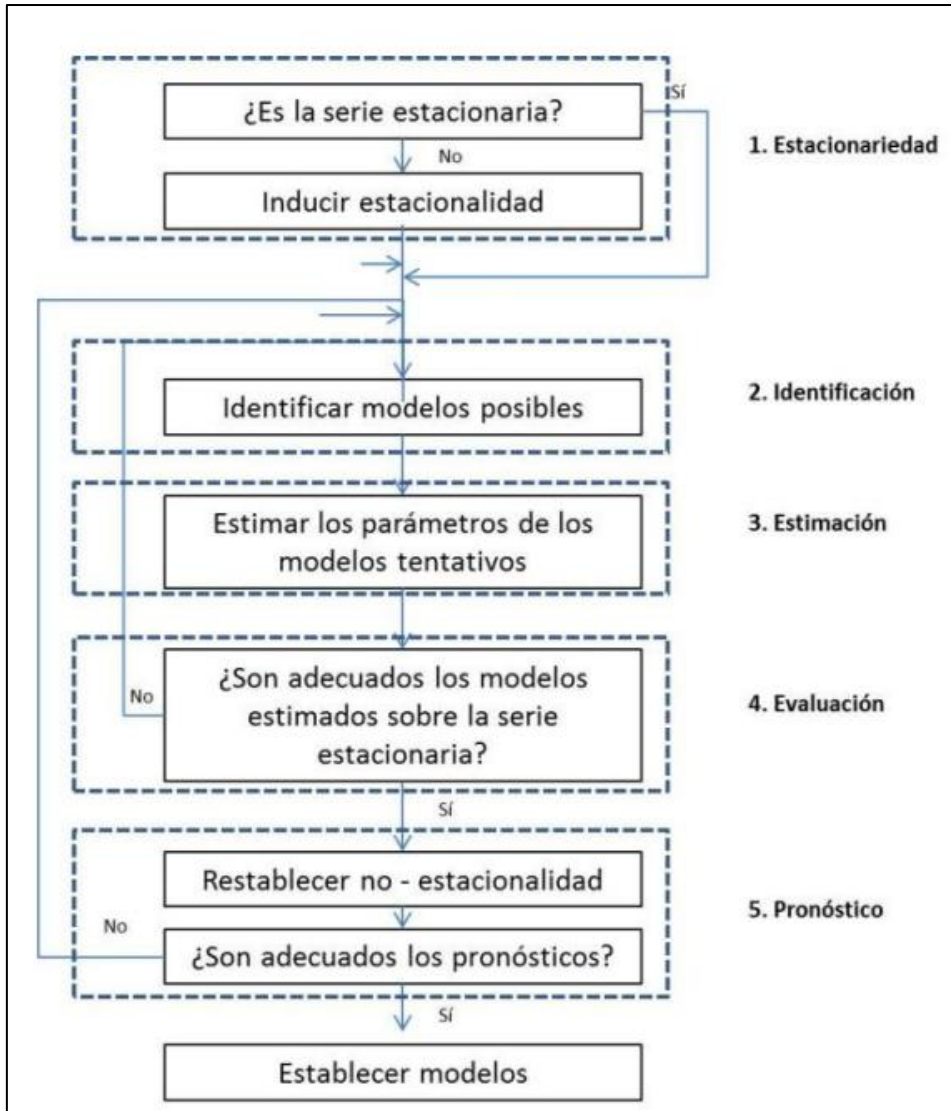 ¿Es la serie estacionaria?
Sí
1. Estacionariedad
No
Inducir estacionalidad
2. Identificación
Identificar modelos posibles
Estimar los parámetros de los
modelos tentativos
3. Estimación
¿Son adecuados los modelos
estimados sobre la serie
estacionaria?
No
4. Evaluación
Sí
Restablecer no - estacionalidad
5. Pronóstico
No
¿Son adecuados los pronósticos?
Sí
Establecer modelos